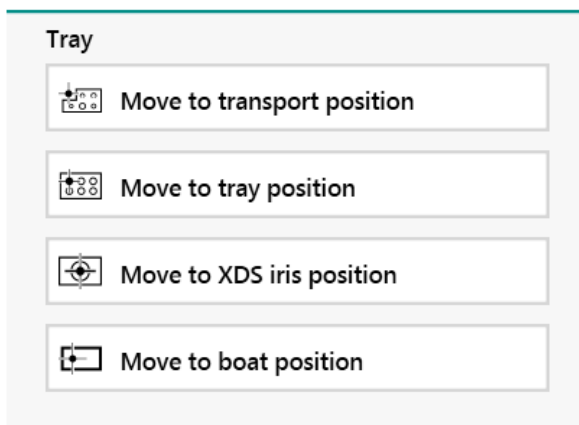 Tray
Move to transport position
Move to tray position
Move to XDS iris position
Move to boat position